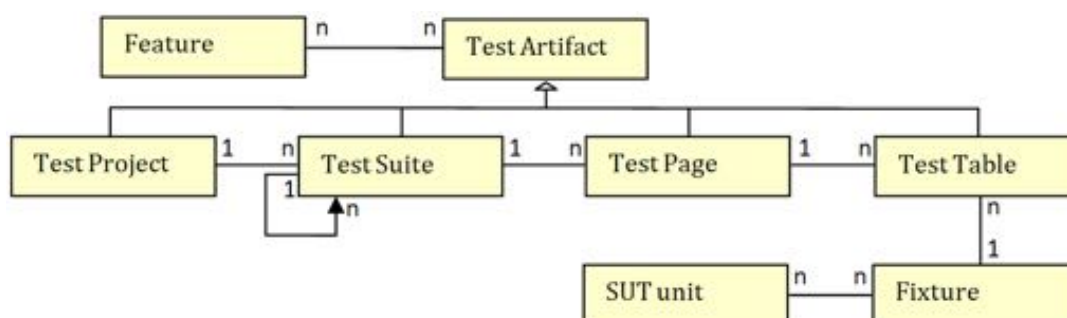 Feature
n
n
Test Artifact
Test Project
1
n
Test Suite
1
n
Test Page
1
n
Test Table
1
n
n
1
SUT unit
n
n
Fixture